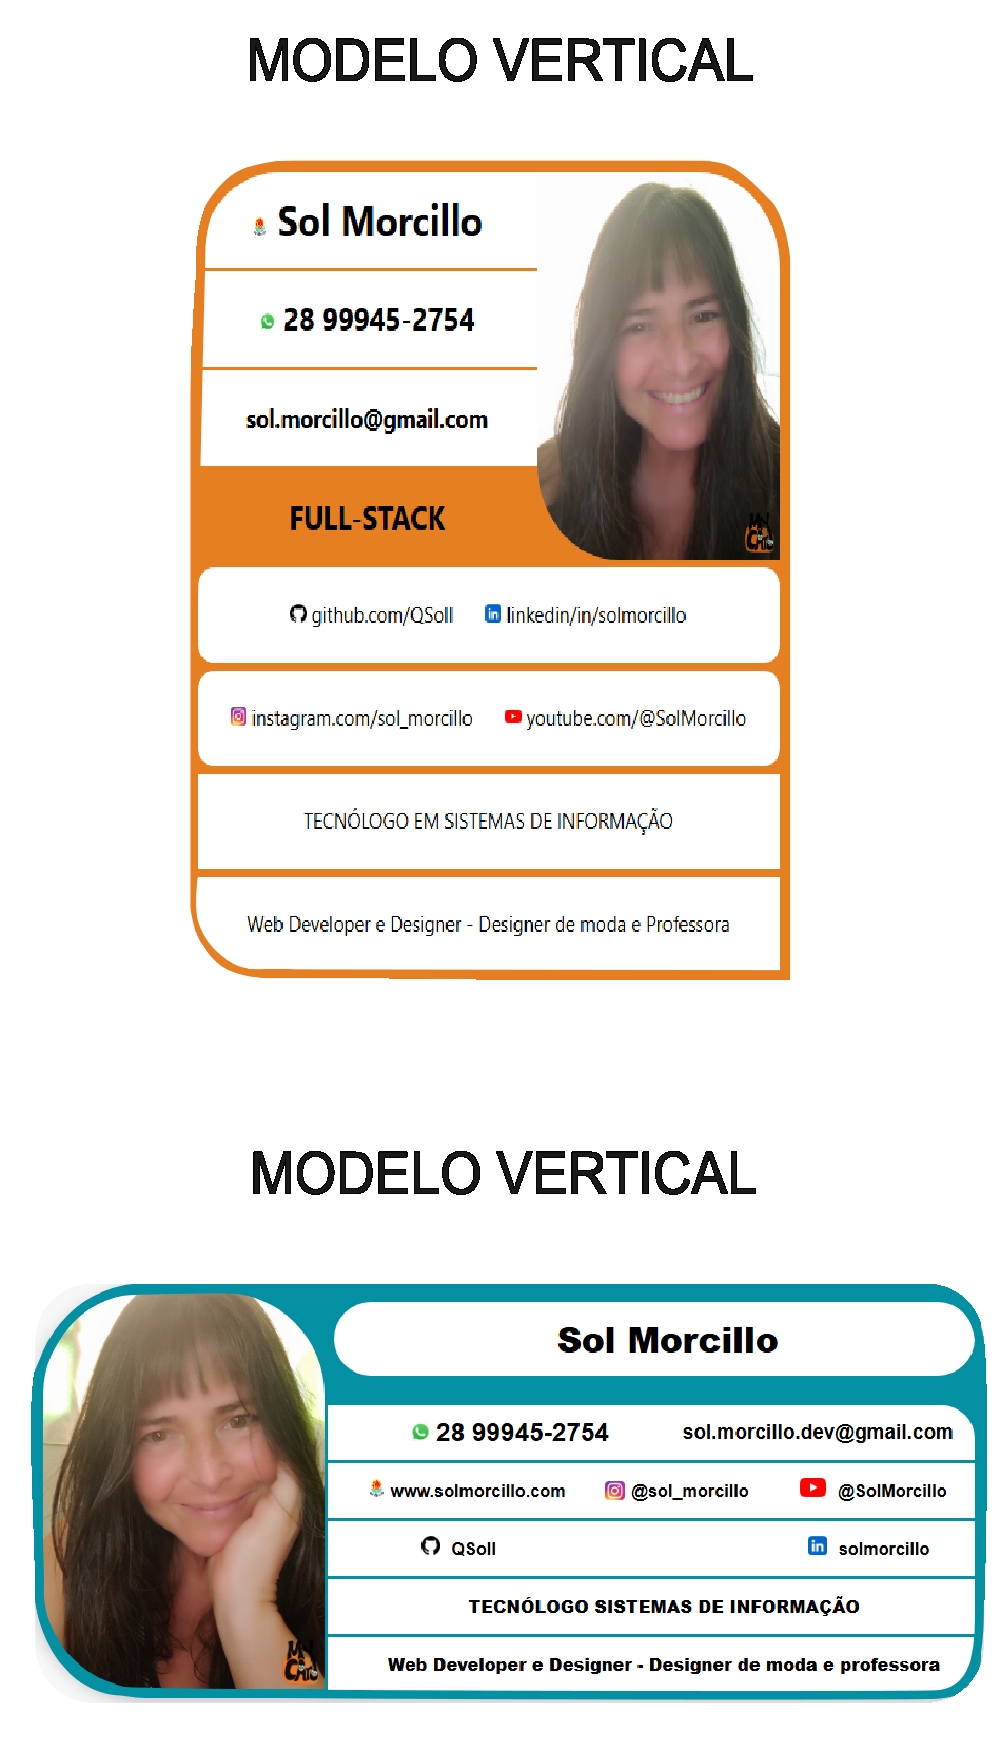 MODELO VERTICAL
Sol Morcillo
28 99945-2754
sol.morcillo@gmail.com
FULL-STACK
MY
CAIO
github.com/QSoll linkedin/in/solmorcillo
instagram.com/sol_morcillo youtube.com/@SolMorcillo
TECNÓLOGO EM SISTEMAS DE INFORMAÇÃO
Web Developer e Designer - Designer de moda e Professora
MODELO VERTICAL
Sol Morcillo
28 99945-2754 sol.morcillo.dev@gmail.com
www.solmorcillo.com @sol_morcillo @SolMorcillo
QSoll solmorcillo
TECNÓLOGO SISTEMAS DE INFORMAÇÃO
Web Developer e Designer - Designer de moda e professora
MY